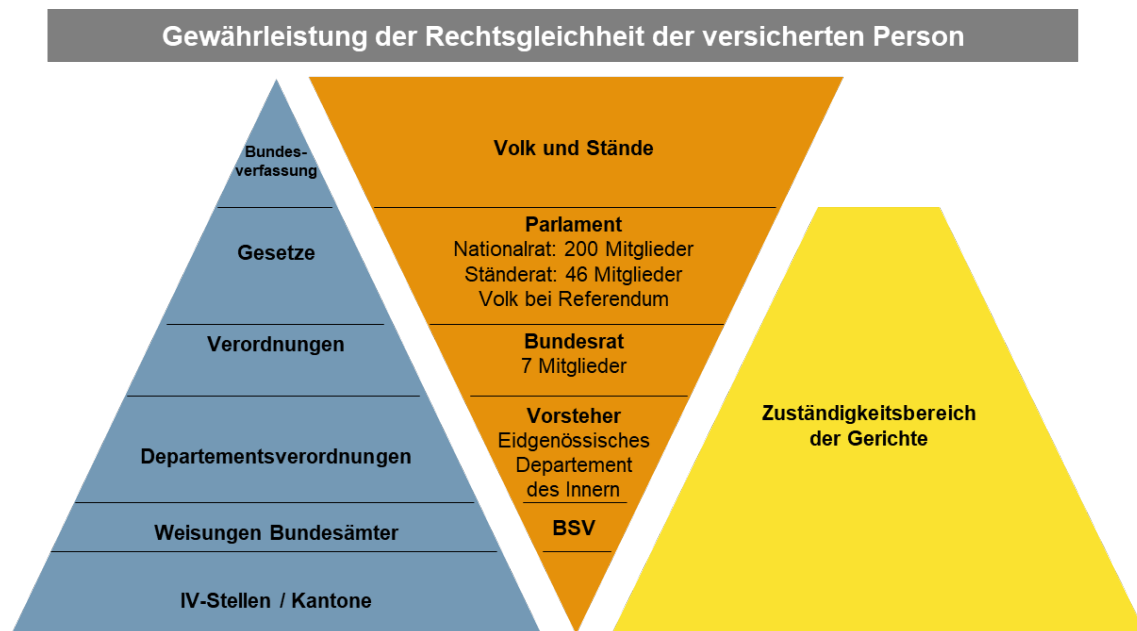 Gewährleistung der Rechtsgleichheit der versicherten Person
Bundes-
verfassung
Gesetze
Verordnungen
Departementsverordnungen
Weisungen Bundesämter
IV-Stellen / Kantone
Volk und Stände
Parlament
Nationalrat: 200 Mitglieder
Ständerat: 46 Mitglieder
Volk bei Referendum
Bundesrat
7 Mitglieder
Vorsteher
Eidgenössisches
Departement
des Innern
BSV
Zuständigkeitsbereich
der Gerichte